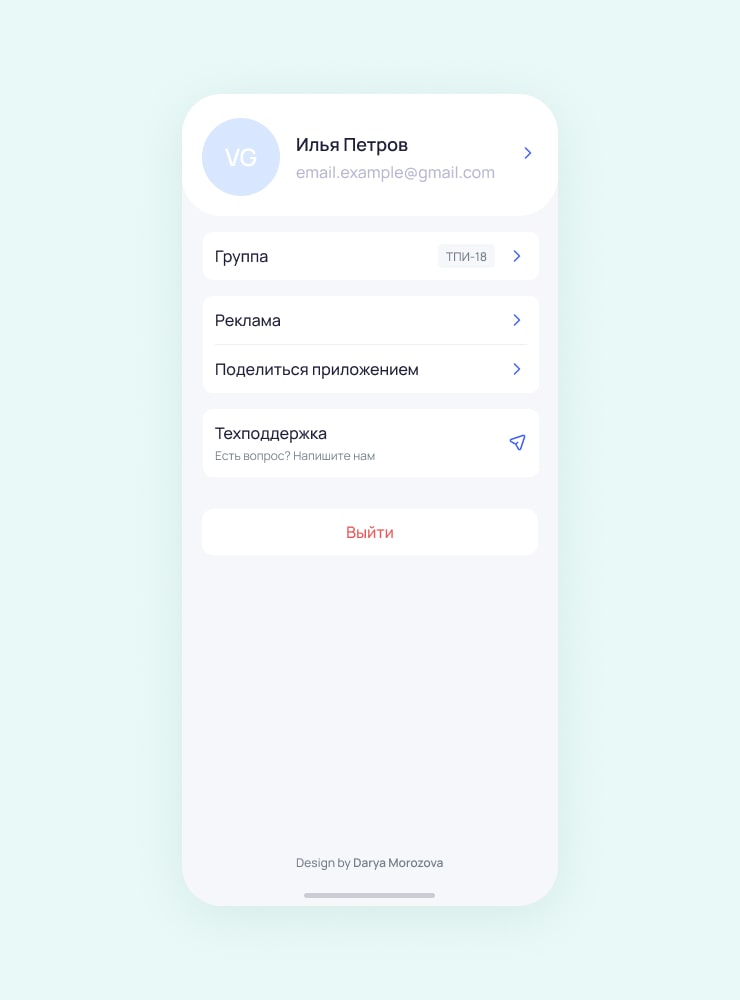 VG
Илья Петров
email.example@gmail.com
Группа
ТПИ-18
Реклама
Поделиться приложением
Техподдержка
Есть вопрос? Напишите нам
Выйти
Design by Darya Morozova